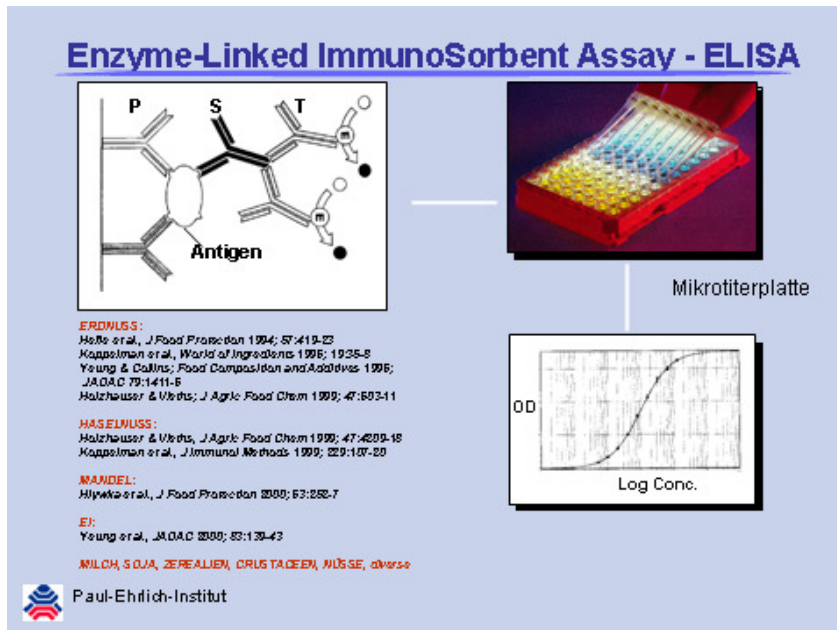 Enzyme-Linked ImmunoSorbent Assay - ELISA
P S T
m
m
Antigen
Mikrotiterplatte
OD
Log Conc.
ERDNUSS:
et al., J Food Protection 1994; 57:419-23
Koppelman et al., World of Ingredients 1996; 19:35-8
Young & Collins; Food Composition and Additives 1996;
JAOAC 79:1411-6
Holzhauser & Vieths; J Agric Food Chem 1999; 47:603-11
HASELNUSS:
Holzhauser & Vieths, J Agric Food Chem 1999; 47:4209-18
Koppelman et al., J Immunol Methods 1999; 229:107-20
MANDEL:
Hlywka et al., J Food Protection 2000; 63:252-7
EI:
Yeung et al., JAOAC 2000; 83:139-43
MILCH, SOJA, ZEREALIEN, CRUSTACEEN, NÜSSE, diverse
Paul-Ehrlich-Institut